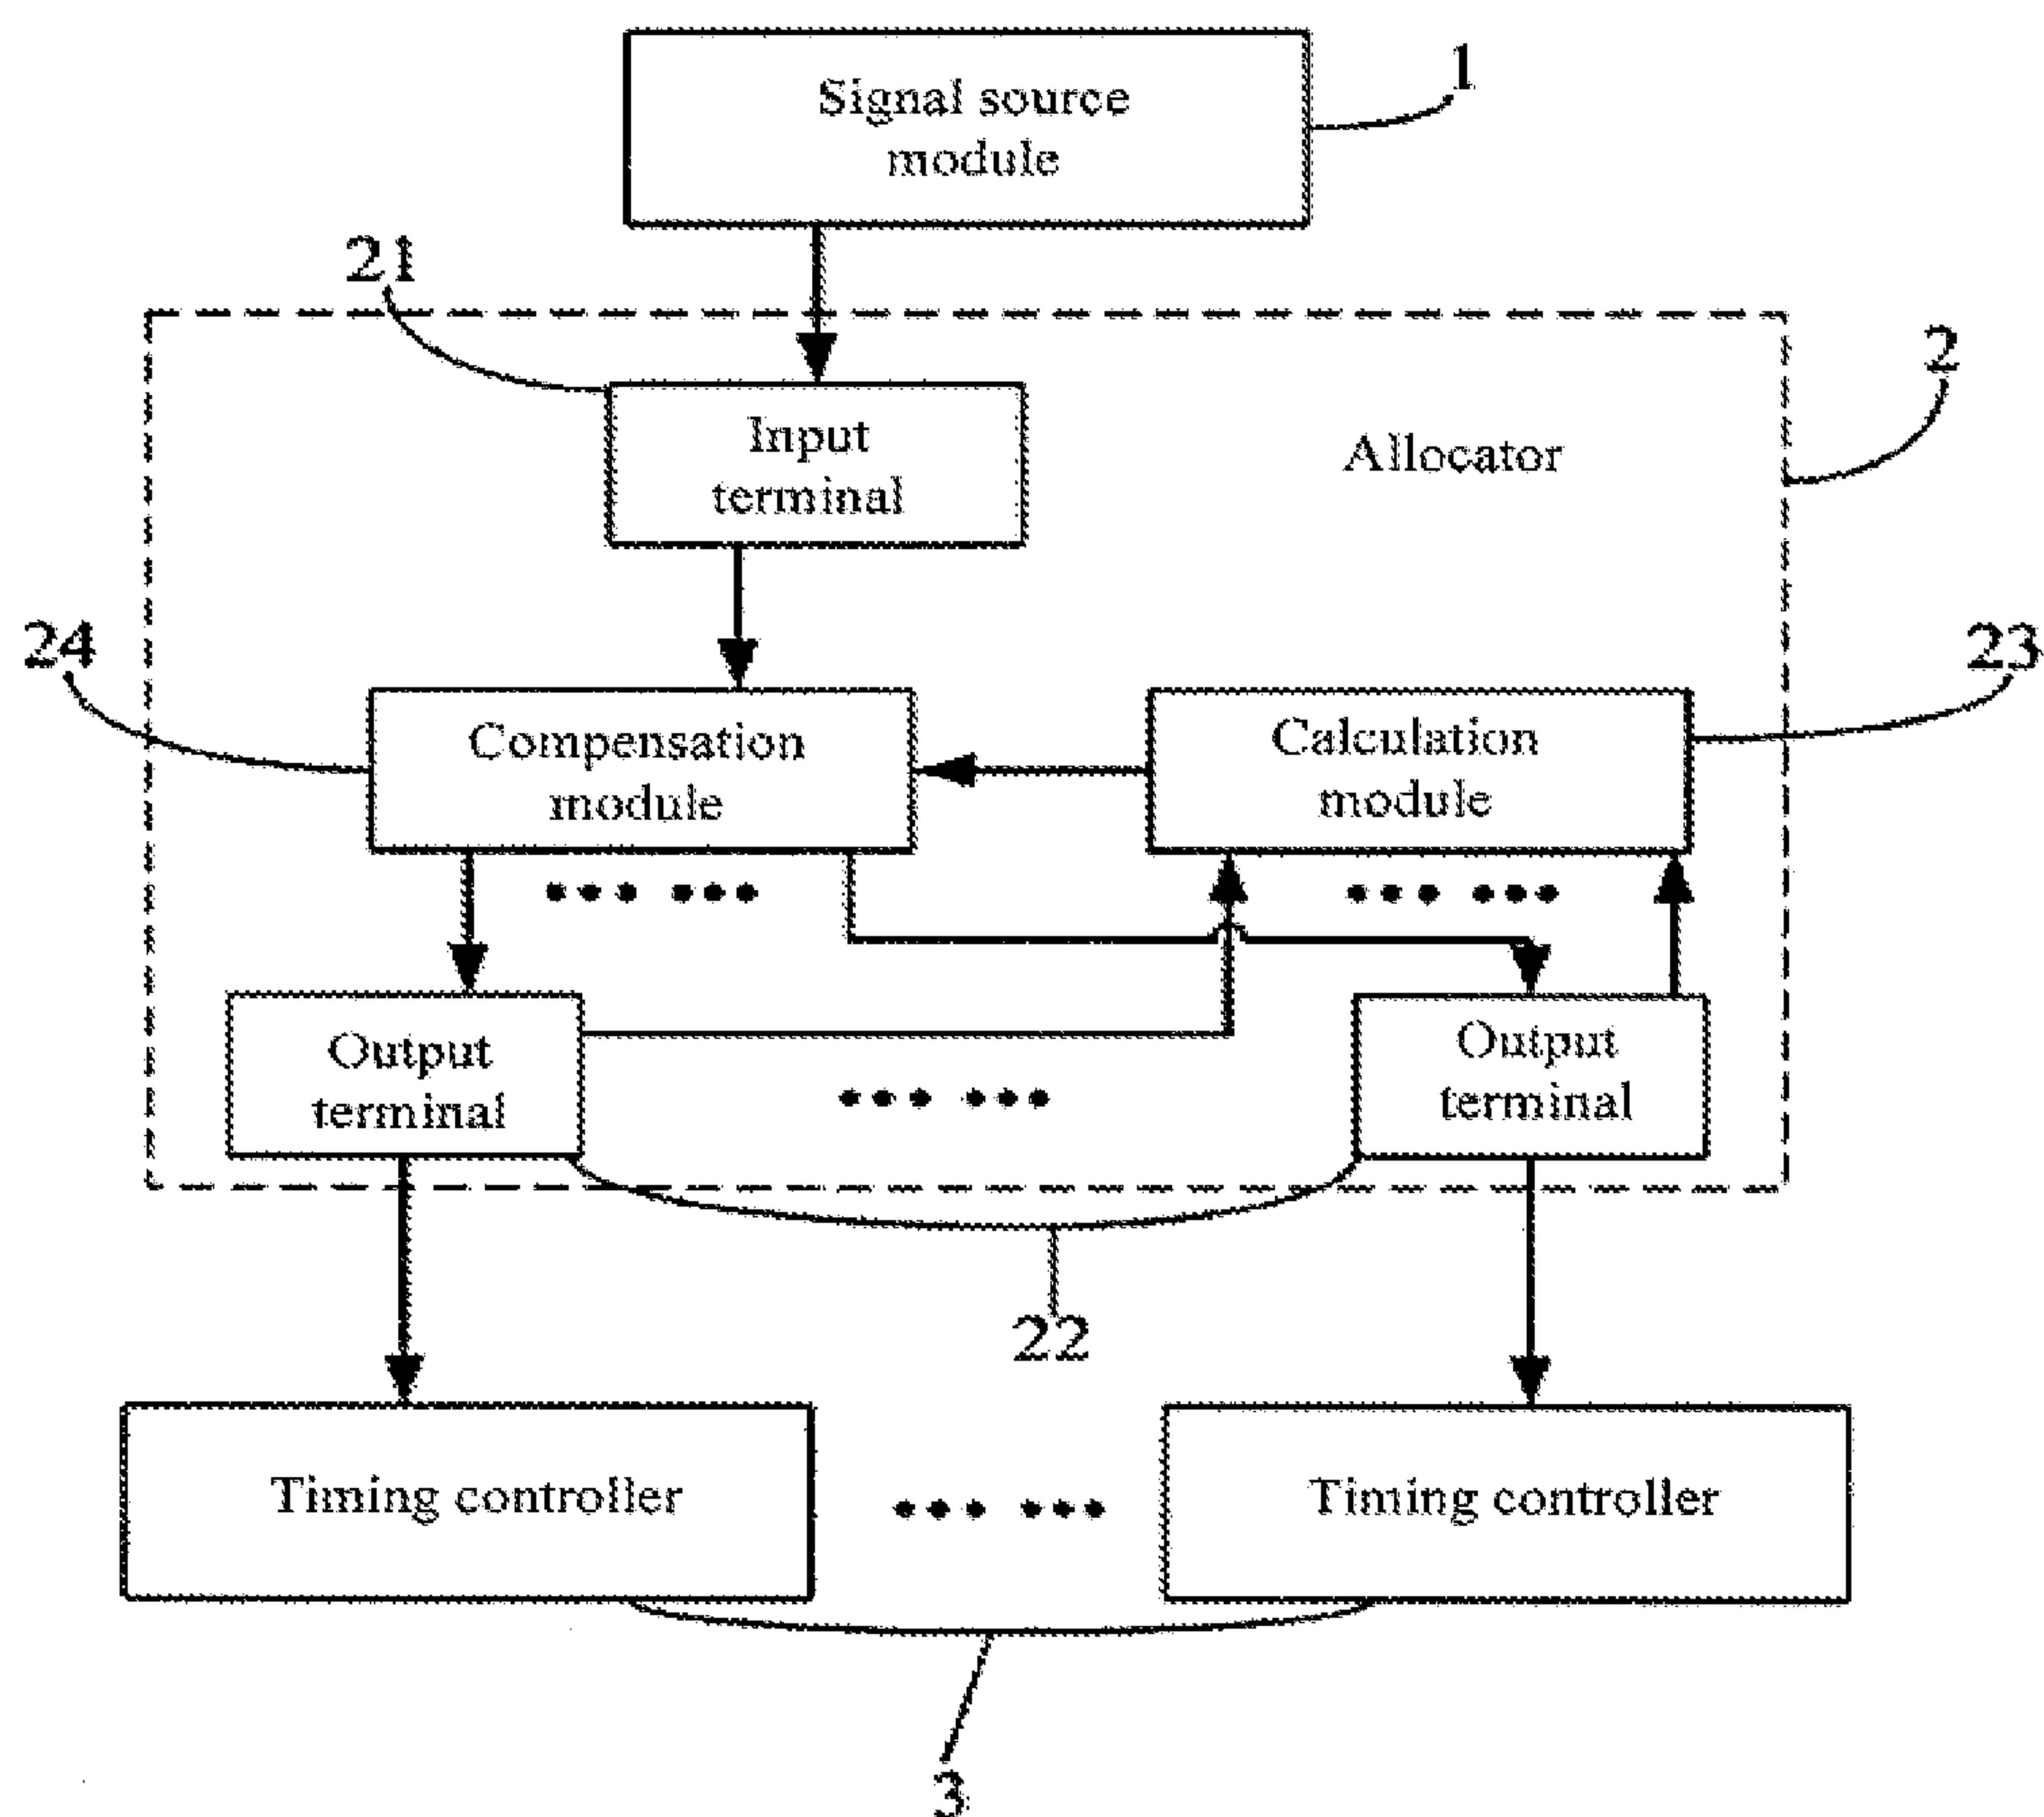 Signal source
module
1
21
2
Input
terminal
Allocator
24
23
Compensation
module
Calculation
module
Output
terminal
Output
terminal
22
Timing controller
Timing controller
3